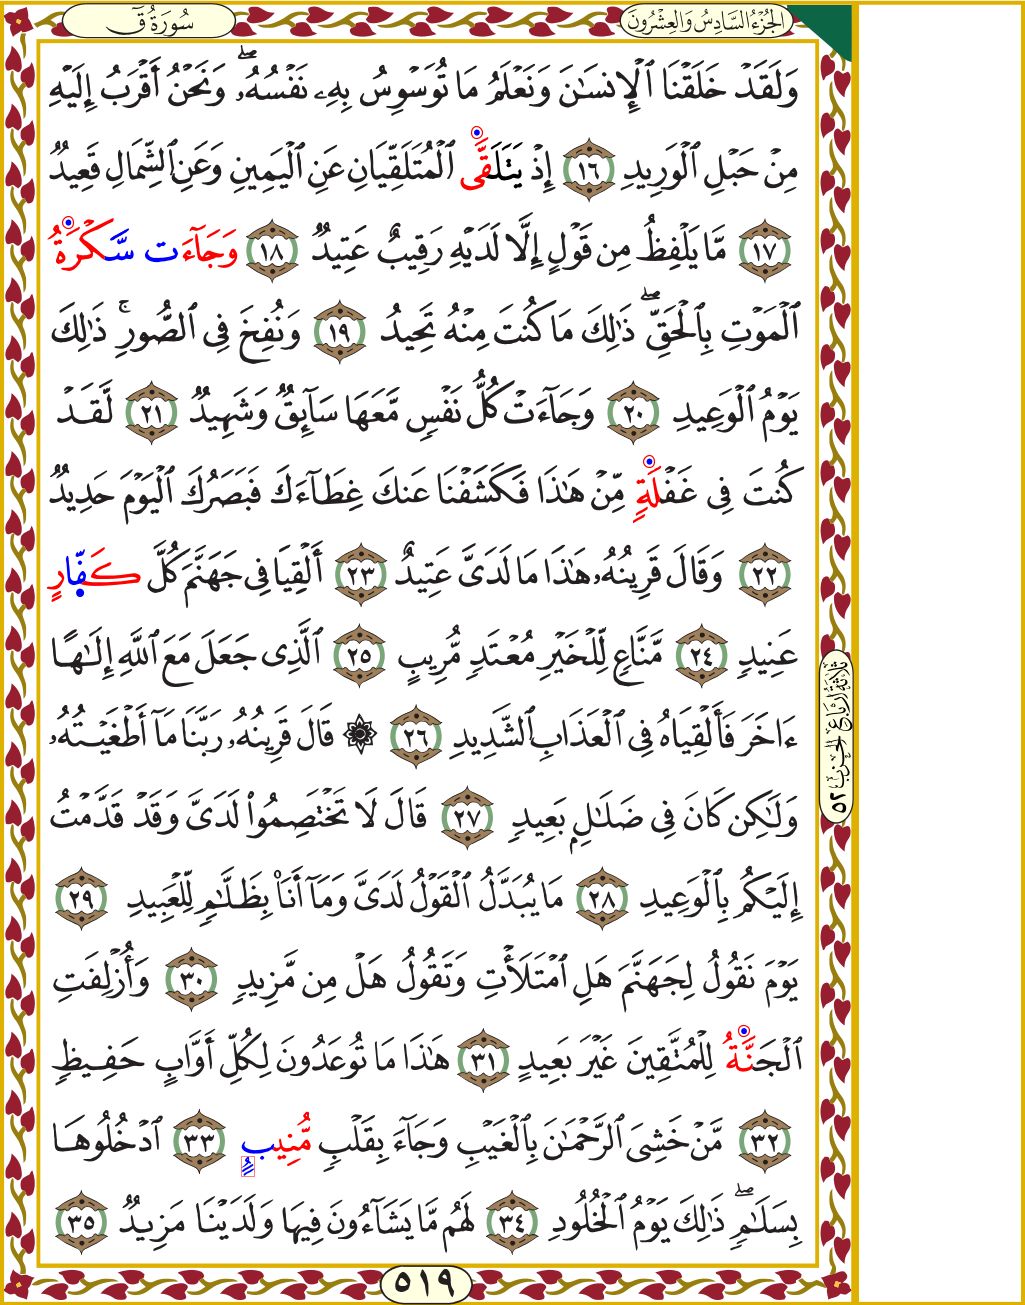 الجُزْءُ السَّادِسُ وَالعِشْرُونَ
سُورَةُ قٓ
وَلَقَدۡ خَلَقۡنَا ٱلۡإِنسَٰنَ وَنَعۡلَمُ مَا تُوَسۡوِسُ بِهِۦ نَفۡسُهُۥۖ وَنَحۡنُ أَقۡرَبُ إِلَيۡهِ
مِنۡ حَبۡلِ ٱلۡوَرِيدِ ١٦ إِذۡ يَتَلَقَّى ٱلۡمُتَلَقِّيَانِ عَنِ ٱلۡيَمِينِ وَعَنِ ٱلشِّمَالِ قَعِيدٞ
١٧ مَّا يَلۡفِظُ مِن قَوۡلٍ إِلَّا لَدَيۡهِ رَقِيبٌ عَتِيدٞ ١٨ وَجَآءَت سَّكۡرَةُ
ٱلۡمَوۡتِ بِٱلۡحَقِّۖ ذَٰلِكَ مَا كُنتَ مِنۡهُ تَحِيدُ ١٩ وَنُفِخَ فِي ٱلصُّورِۚ ذَٰلِكَ
يَوۡمُ ٱلۡوَعِيدِ ٢٠ وَجَآءَتۡ كُلُّ نَفۡسٖ مَّعَهَا سَآئِقٞ وَشَهِيدٞ ٢١ لَّقَدۡ
كُنتَ فِي غَفۡلَةٖ مِّنۡ هَٰذَا فَكَشَفۡنَا عَنكَ غِطَآءَكَ فَبَصَرُكَ ٱلۡيَوۡمَ حَدِيدٞ
٢٢ وَقَالَ قَرِينُهُۥ هَٰذَا مَا لَدَيَّ عَتِيدٌ ٢٣ أَلۡقِيَا فِي جَهَنَّمَ كُلَّ كَفَّارٍ
عَنِيدٖ ٢٤ مَّنَّاعٖ لِّلۡخَيۡرِ مُعۡتَدٖ مُّرِيبٍ ٢٥ ٱلَّذِي جَعَلَ مَعَ ٱللَّهِ إِلَٰهًا
ءَاخَرَ فَأَلۡقِيَاهُ فِي ٱلۡعَذَابِ ٱلشَّدِيدِ ٢٦ ۞ قَالَ قَرِينُهُۥ رَبَّنَا مَآ أَطۡغَيۡتُهُۥ
وَلَٰكِن كَانَ فِي ضَلَٰلِۭ بَعِيدٖ ٢٧ قَالَ لَا تَخۡتَصِمُواْ لَدَيَّ وَقَدۡ قَدَّمۡتُ
إِلَيۡكُم بِٱلۡوَعِيدِ ٢٨ مَا يُبَدَّلُ ٱلۡقَوۡلُ لَدَيَّ وَمَآ أَنَا۠ بِظَلَّٰمٖ لِّلۡعَبِيدِ ٢٩
يَوۡمَ نَقُولُ لِجَهَنَّمَ هَلِ ٱمۡتَلَأۡتِ وَتَقُولُ هَلۡ مِن مَّزِيدٖ ٣٠ وَأُزۡلِفَتِ
ٱلۡجَنَّةُ لِلۡمُتَّقِينَ غَيۡرَ بَعِيدٍ ٣١ هَٰذَا مَا تُوعَدُونَ لِكُلِّ أَوَّابٍ حَفِيظٖ
٣٢ مَّنۡ خَشِيَ ٱلرَّحۡمَٰنَ بِٱلۡغَيۡبِ وَجَآءَ بِقَلۡبٖ مُّنِيبٍ ٣٣ ٱدۡخُلُوهَا
بِسَلَٰمٖۖ ذَٰلِكَ يَوۡمُ ٱلۡخُلُودِ ٣٤ لَهُم مَّا يَشَآءُونَ فِيهَا وَلَدَيۡنَا مَزِيدٞ ٣٥
ثَلَاثَةُ أَرْبَاعِ الحِزْبِ ٥٢
٥١٩